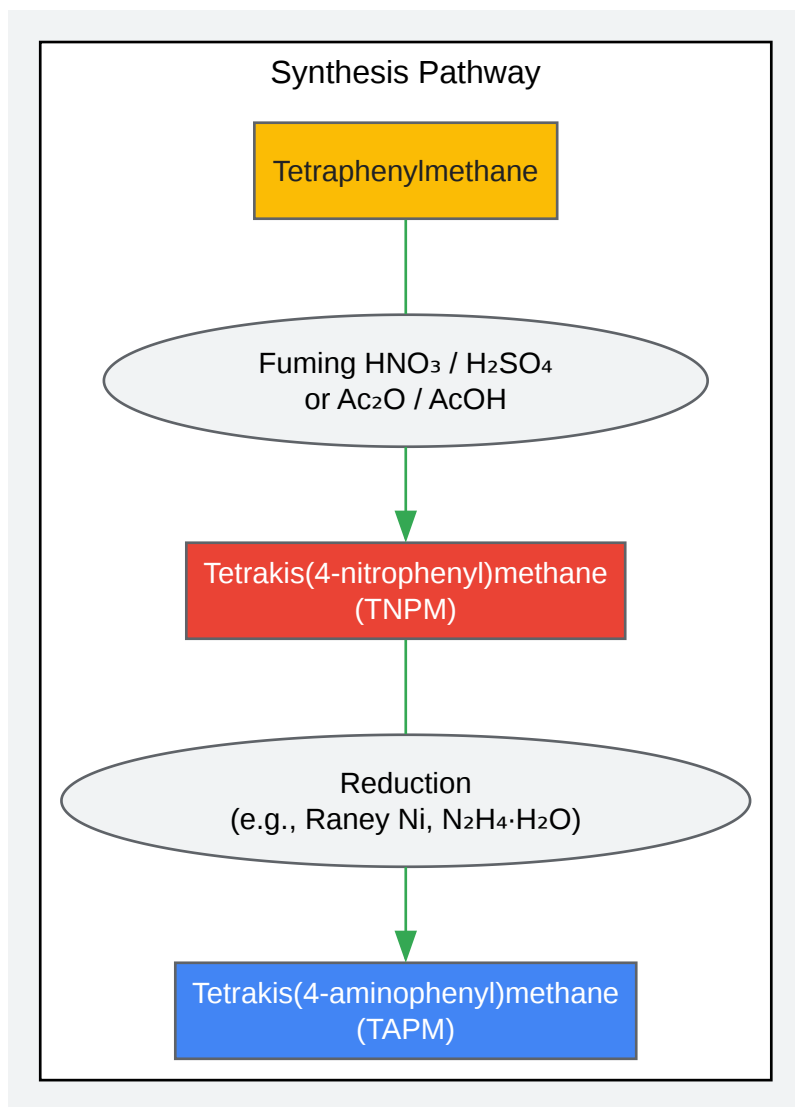 Synthesis Pathway
Tetraphenylmethane
Fuming HNO₃ / H₂SO₄
or Ac₂O / AcOH
Tetrakis(4-nitrophenyl)methane
(TNPM)
Reduction
(e.g., Raney Ni, N₂H₄·H₂O)
Tetrakis(4-aminophenyl)methane
(TAPM)